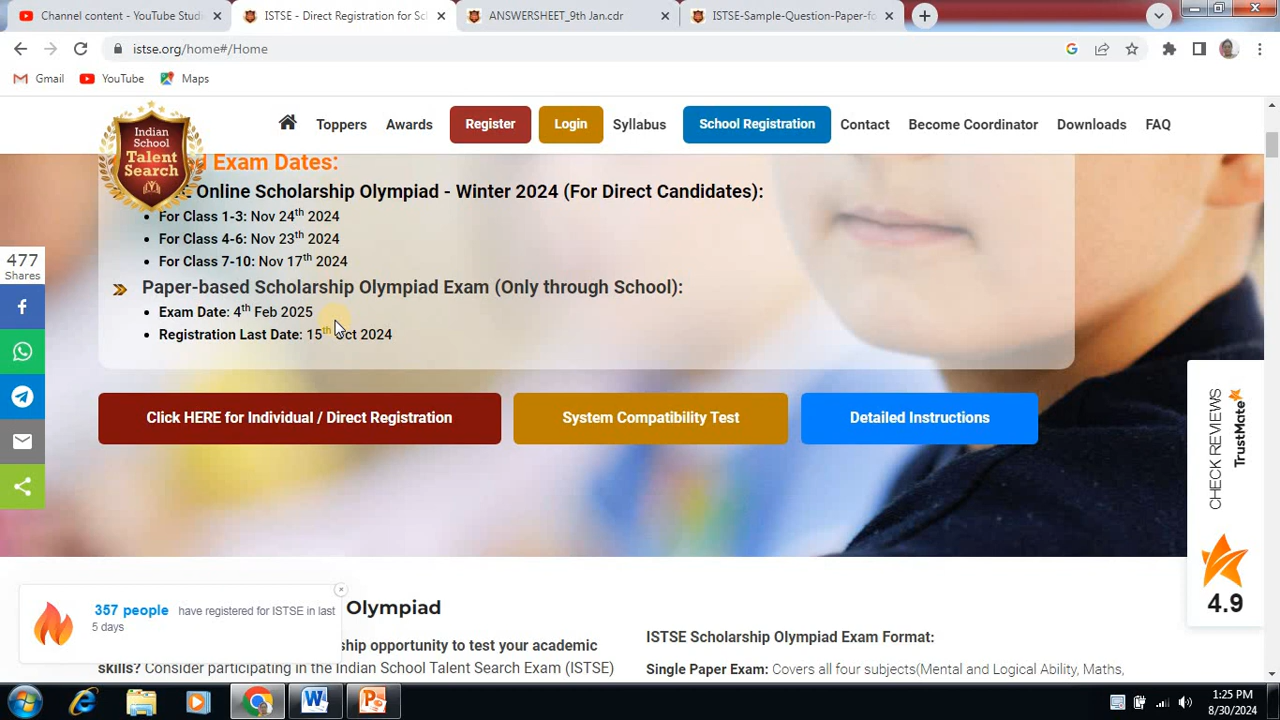 Channel content - YouTube Studi
ISTSE - Direct Registration for Sc
ANSWERSHEET_9th Jan.cdr
ISTSE-Sample-Question-Paper-fo
istse.org/home#/Home
Gmail
YouTube
Maps
Indian
School
Talent
Search
Toppers
Awards
Register
Login
Syllabus
School Registration
Contact
Become Coordinator
Downloads
FAQ
Exam Dates:
Online Scholarship Olympiad - Winter 2024 (For Direct Candidates):
For Class 1-3: Nov 24th 2024
For Class 4-6: Nov 23th 2024
For Class 7-10: Nov 17th 2024
Paper-based Scholarship Olympiad Exam (Only through School):
Exam Date: 4th Feb 2025
Registration Last Date: 15th Oct 2024
477
Shares
Click HERE for Individual / Direct Registration
System Compatibility Test
Detailed Instructions
CHECK REVIEWS
TrustMate
4.9
357 people have registered for ISTSE in last
5 days
Olympiad
ship opportunity to test your academic
skills? Consider participating in the Indian School Talent Search Exam (ISTSE)
ISTSE Scholarship Olympiad Exam Format:
Single Paper Exam: Covers all four subjects(Mental and Logical Ability, Maths,
1:25 PM
8/30/2024